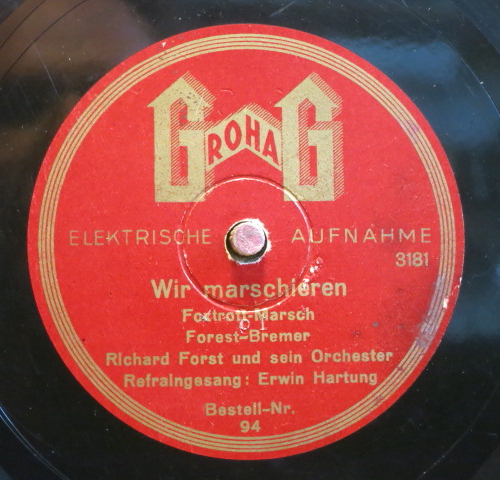 GROHAG
ELEKTRISCHE AUFNAHME
3181
Wir marschieren
Foxtrott-Marsch
Forest-Bremer
Richard Forst und sein Orchester
Refraingesang: Erwin Hartung
Bestell-Nr.
94